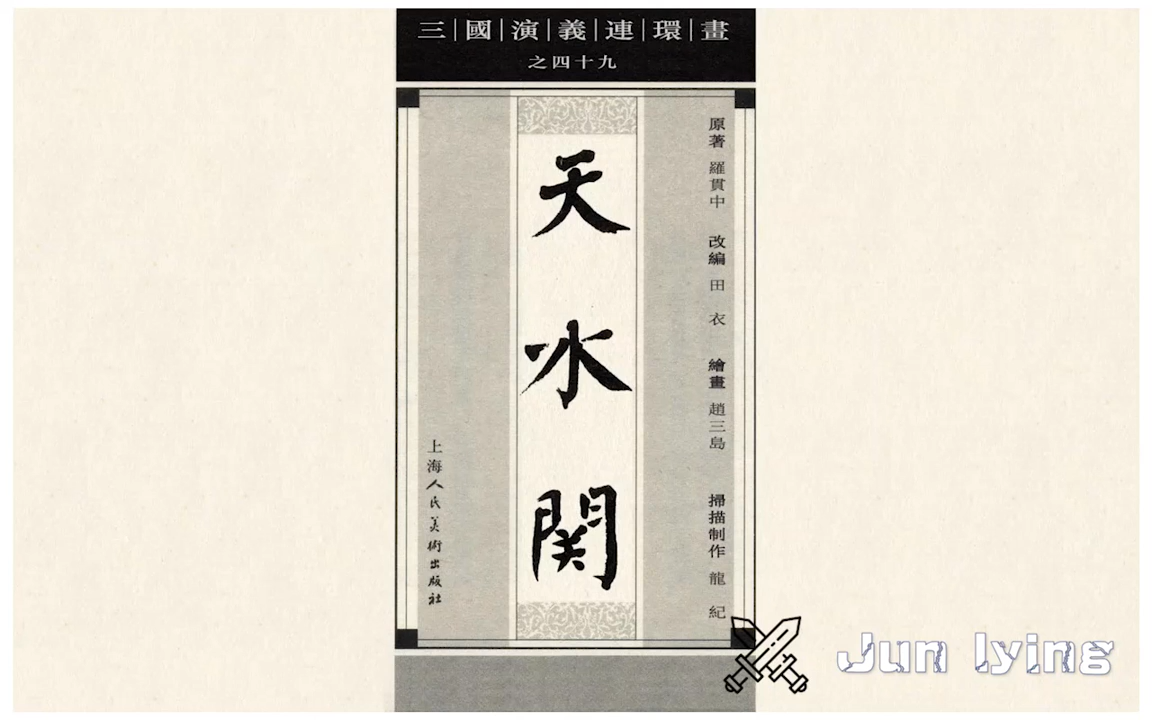 三國演義連環畫
之四十九
原著 羅貫中 改編 田衣 繪畫 趙三島 掃描制作 龍紀
天水関
上海人民美術出版社
Jun lying